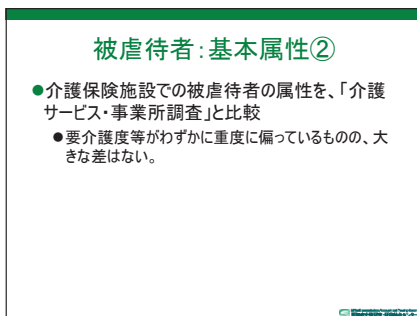 被虐待者：基本属性②
●介護保険施設での被虐待者の属性を、「介護
サービス・事業所調査」と比較
●要介護度等がわずかに重度に偏っているものの、大
きな差はない。